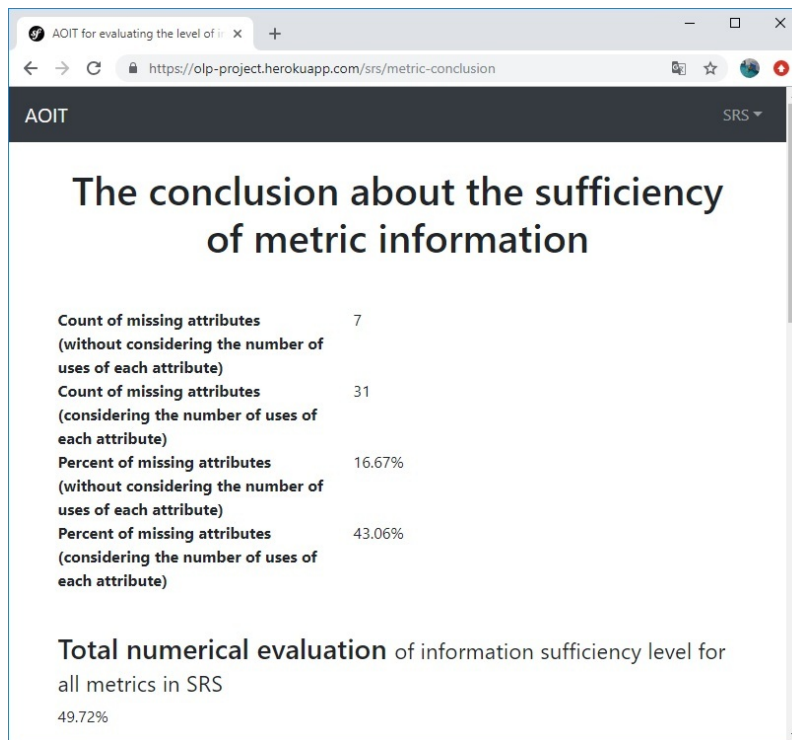 AOIT for evaluating the level of
https://olp-project.herokuapp.com/srs/metric-conclusion
AOIT
SRS
The conclusion about the sufficiency
of metric information
Count of missing attributes
7
(without considering the number of
uses of each attribute)
Count of missing attributes
31
(considering the number of uses of
each attribute)
Percent of missing attributes
16.67%
(without considering the number of
uses of each attribute)
Percent of missing attributes
43.06%
(considering the number of uses of
each attribute)
Total numerical evaluation of information sufficiency level for
all metrics in SRS
49.72%